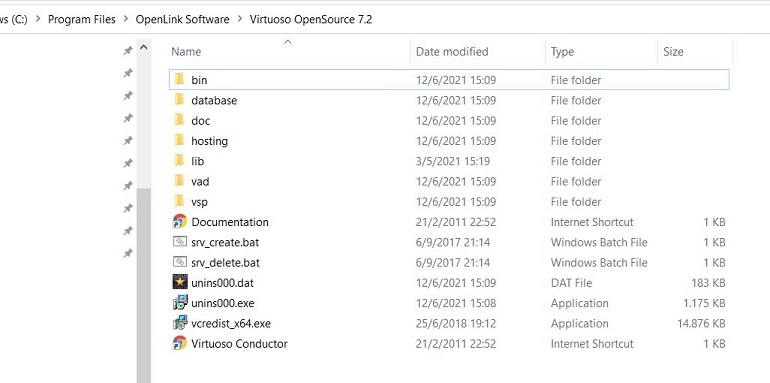 ws (C:) > Program Files > OpenLink Software > Virtuoso OpenSource 7.2
Name Date modified Type Size
bin 12/6/2021 15:09 File folder
database 12/6/2021 15:09 File folder
doc 12/6/2021 15:09 File folder
hosting 12/6/2021 15:09 File folder
lib 3/5/2021 15:19 File folder
vad 12/6/2021 15:09 File folder
vsp 12/6/2021 15:09 File folder
Documentation 21/2/2011 22:52 Internet Shortcut 1 KB
srv_create.bat 6/9/2017 21:14 Windows Batch File 1 KB
srv_delete.bat 6/9/2017 21:14 Windows Batch File 1 KB
unins000.dat 12/6/2021 15:09 DAT File 183 KB
unins000.exe 12/6/2021 15:08 Application 1.175 KB
vcredist_x64.exe 25/6/2018 19:12 Application 14.876 KB
Virtuoso Conductor 21/2/2011 22:52 Internet Shortcut 1 KB